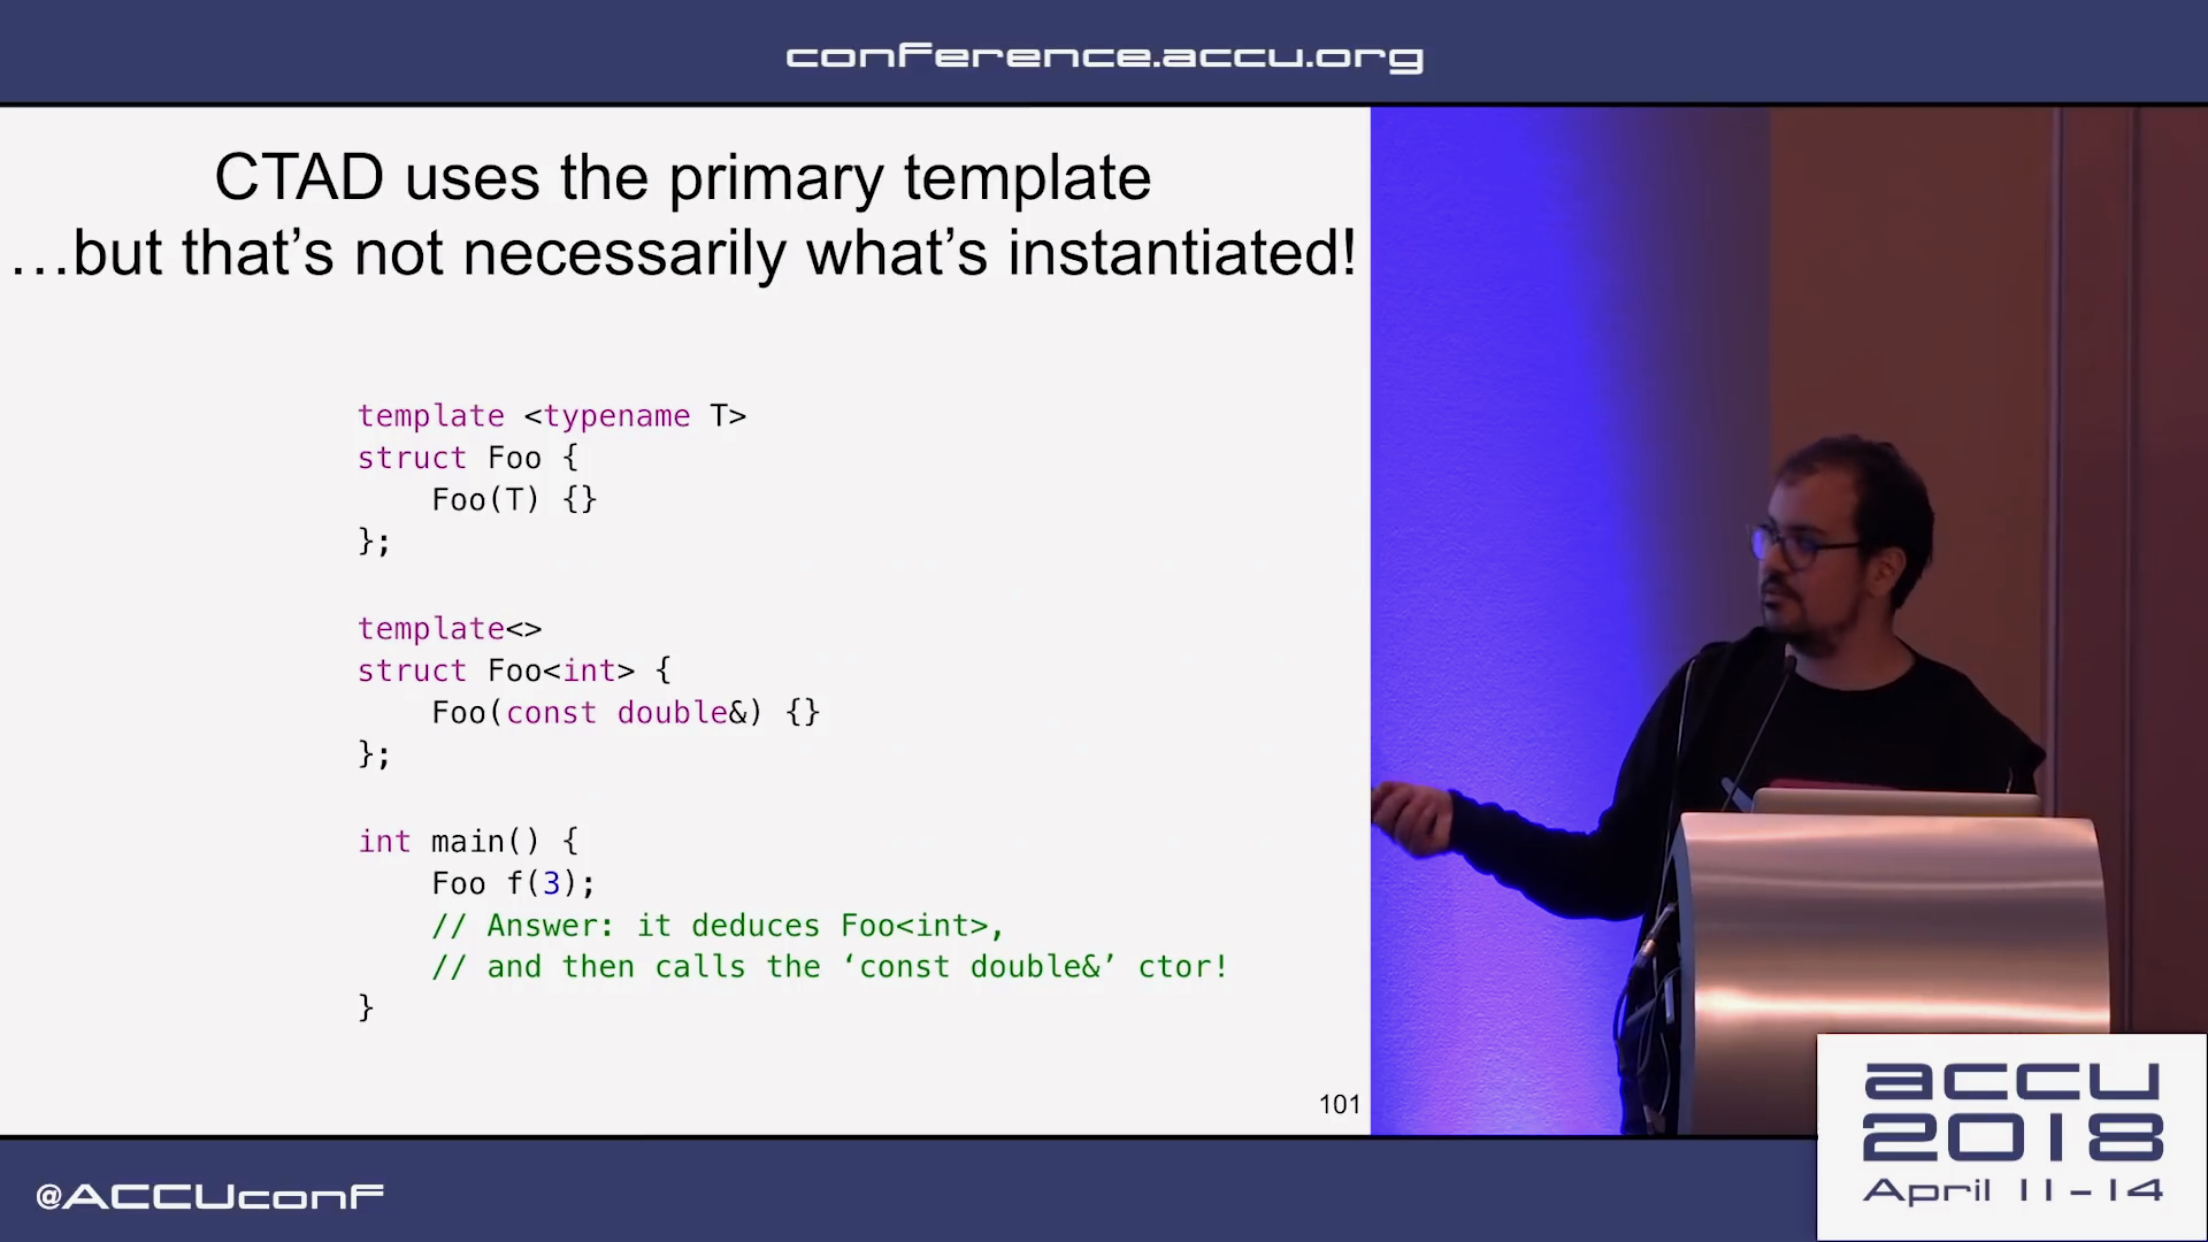 conference.accu.org
CTAD uses the primary template
…but that’s not necessarily what’s instantiated!
template <typename T>
struct Foo {
    Foo(T) {}
};
template<>
struct Foo<int> {
    Foo(const double&) {}
};
int main() {
    Foo f(3);
    // Answer: it deduces Foo<int>,
    // and then calls the ‘const double&’ ctor!
}
101
@ACCUconf
accu
2018
April 11-14